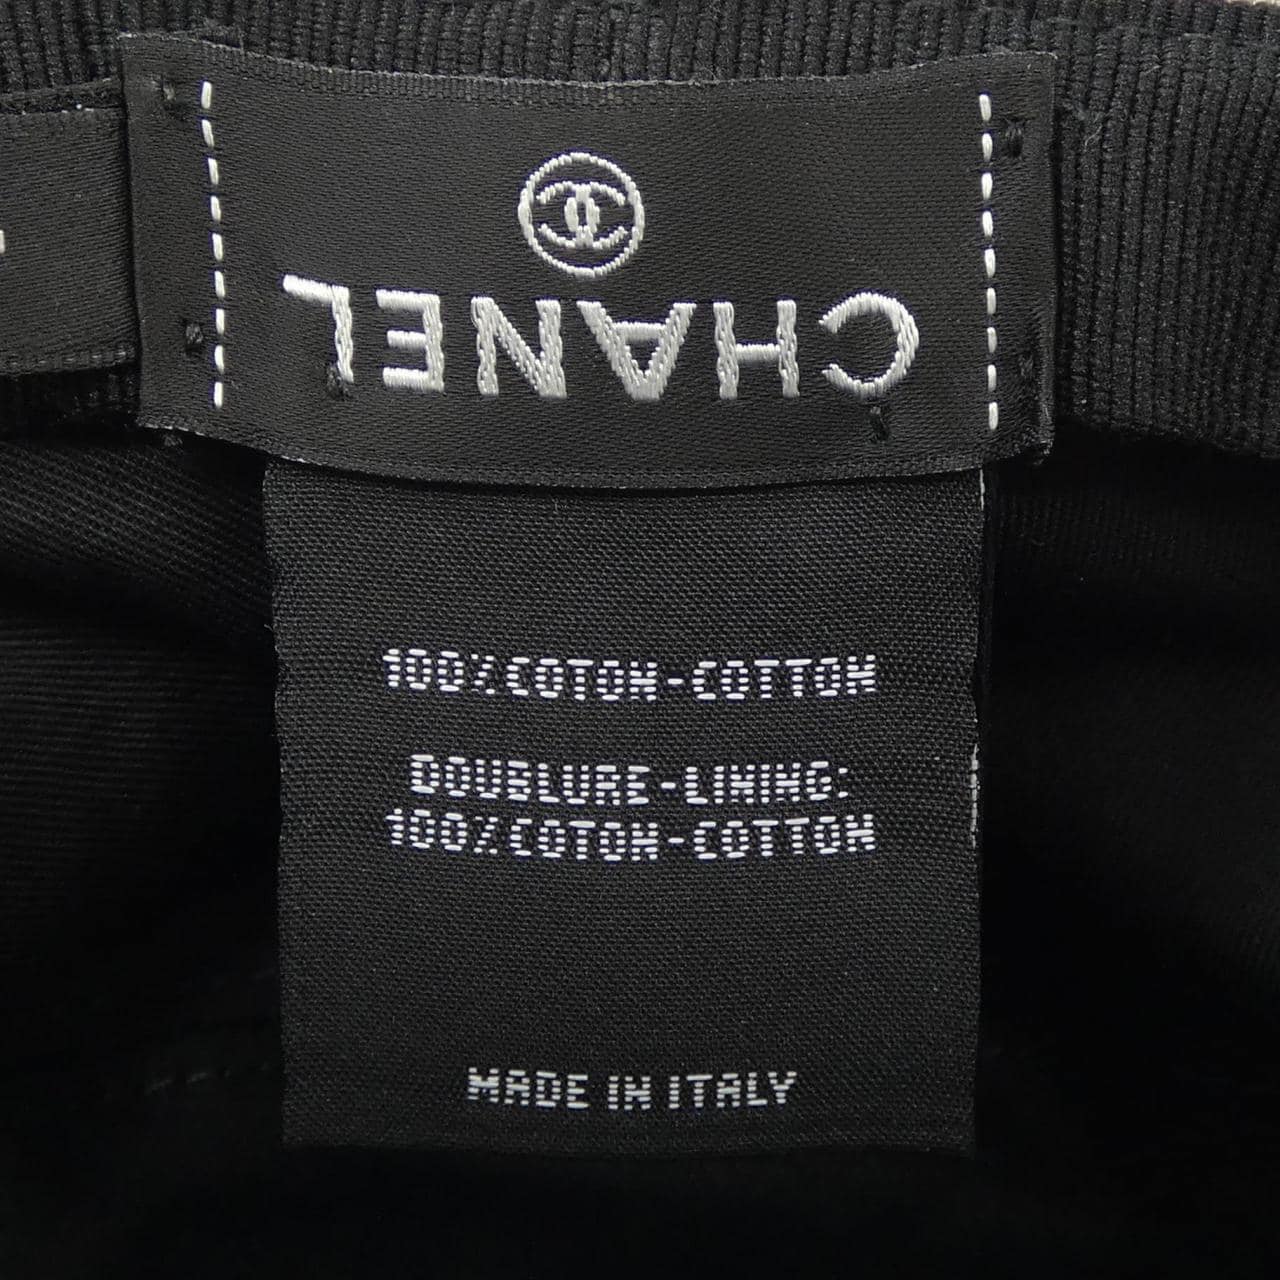 CHANEL
100% COTON-COTTON
DOUBLURE-LINING:
100% COTON-COTTON
MADE IN ITALY